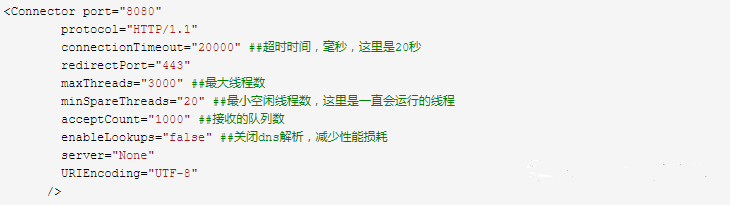 <Connector port="8080"
protocol="HTTP/1.1"
connectionTimeout="20000" ##超时时间，毫秒，这里是20秒
redirectPort="443"
maxThreads="3000" ##最大线程数
minSpareThreads="20" ##最小空闲线程数，这里是一直会运行的线程
acceptCount="1000" ##接收的队列数
enableLookups="false" ##关闭dns解析，减少性能损耗
server="None"
URIEncoding="UTF-8"
/>